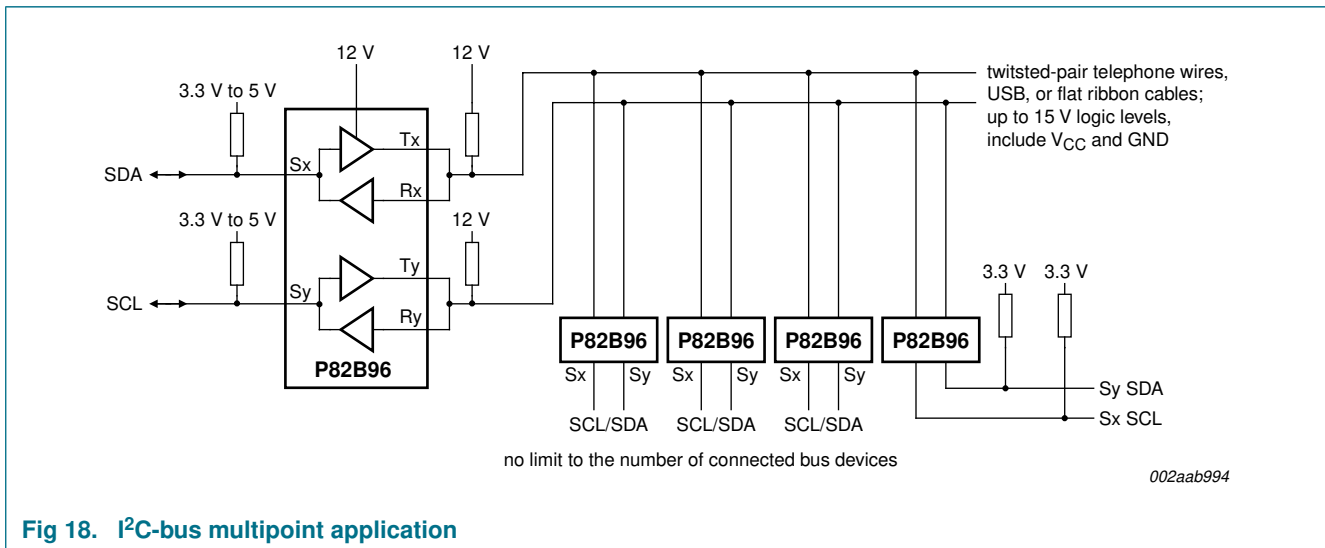 12 V
12 V
3.3 V to 5 V
twitsted-pair telephone wires,
USB, or flat ribbon cables;
up to 15 V logic levels,
include VCC and GND
Tx
Sx
SDA
Rx
3.3 V to 5 V
12 V
Ty
Sy
SCL
Ry
P82B96
3.3 V
3.3 V
P82B96
P82B96
P82B96
P82B96
Sx
Sy
Sx
Sy
Sx
Sy
Sy SDA
Sx SCL
SCL/SDA
SCL/SDA
SCL/SDA
no limit to the number of connected bus devices
002aab994
Fig 18. I²C-bus multipoint application